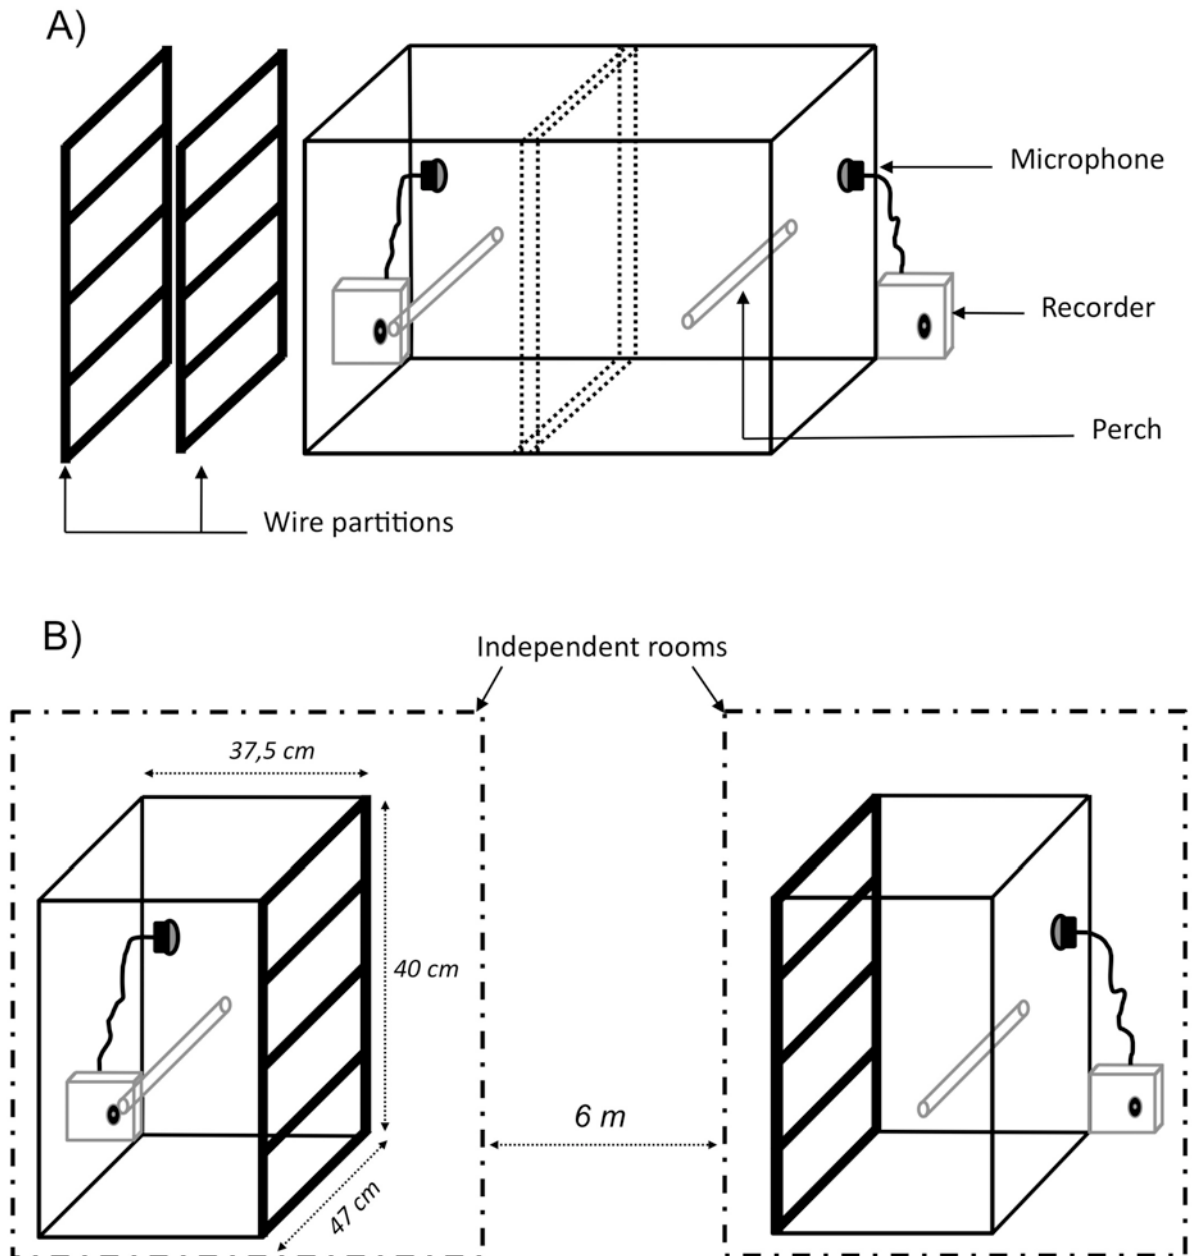 A)
Microphone
Recorder
Perch
Wire partitions
B)
Independent rooms
37,5 cm
40 cm
6 m
47 cm